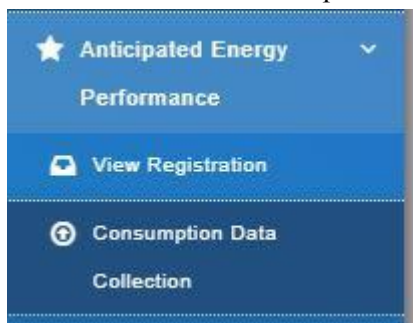 Anticipated Energy
Performance
View Registration
Consumption Data
Collection